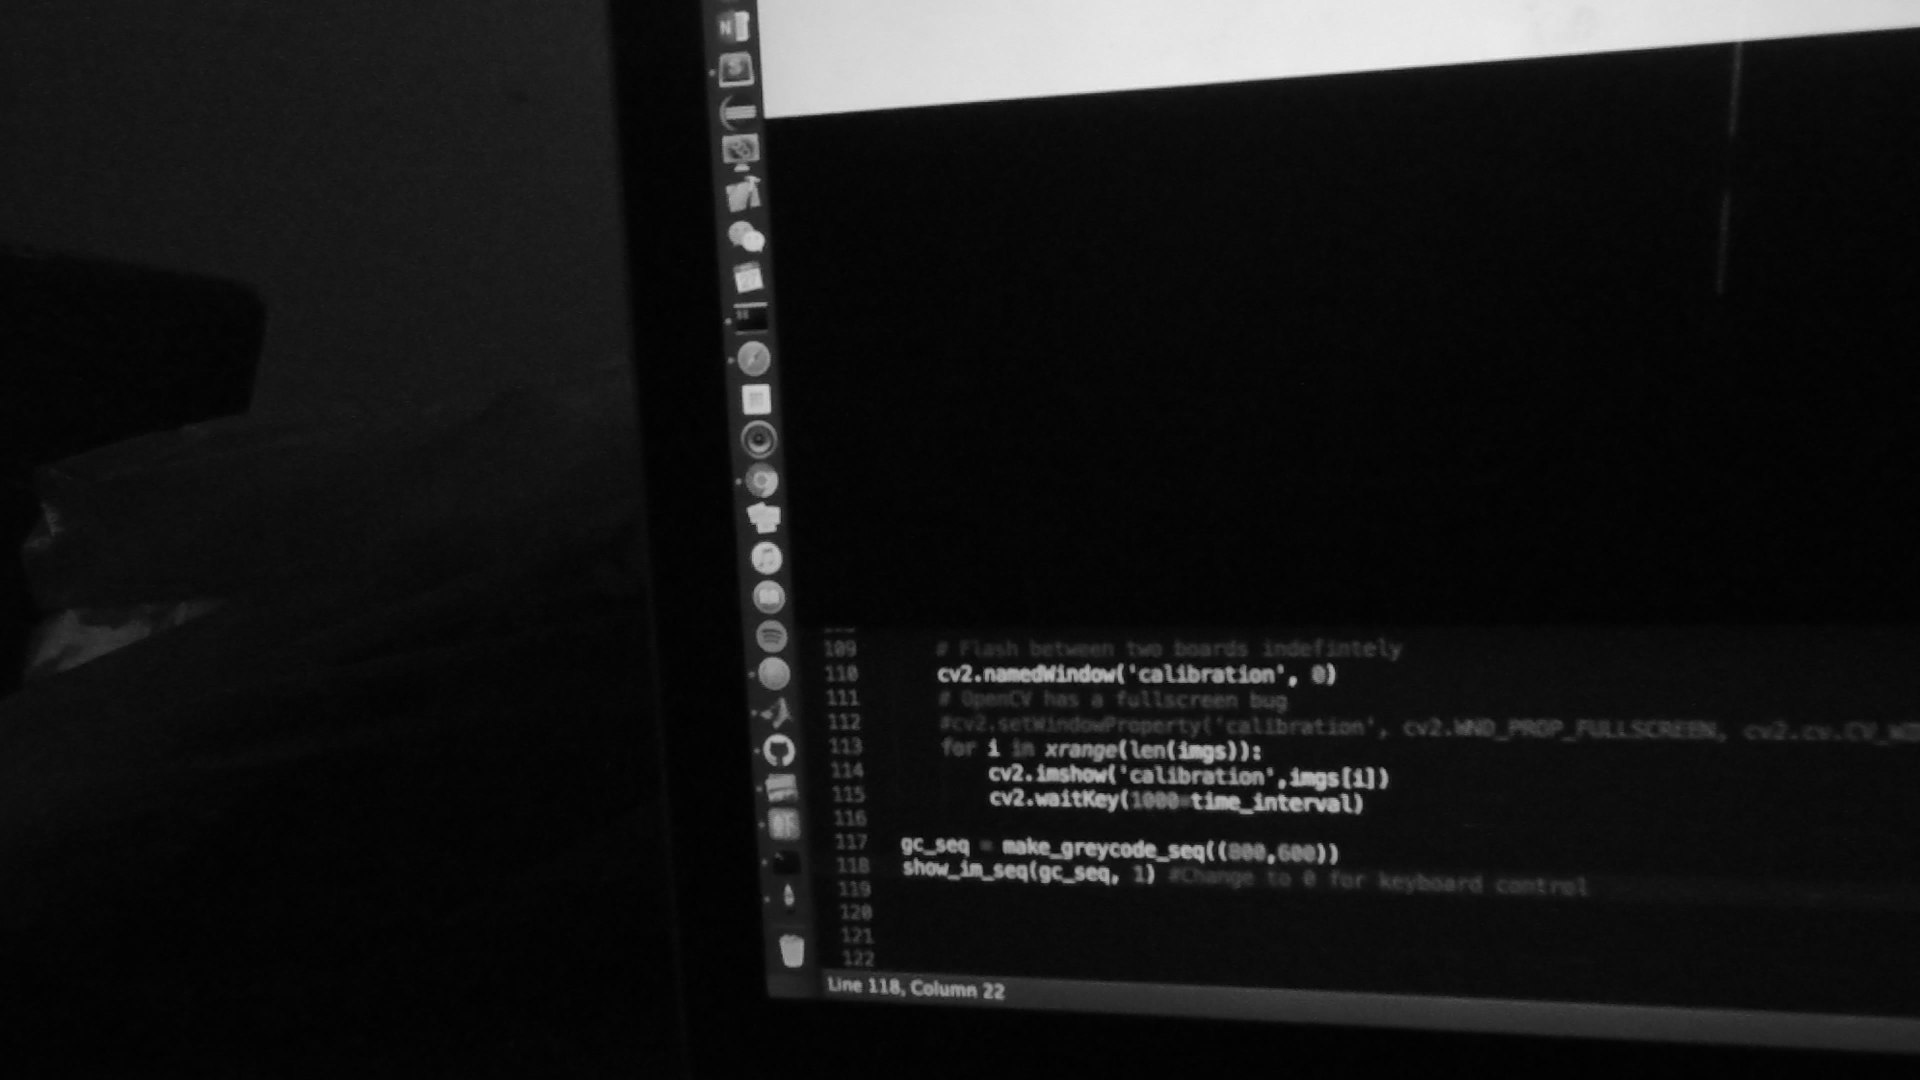 109 # Flash between two boards indefintely
110 cv2.namedWindow('calibration', 0)
111 # OpenCV has a fullscreen bug
112 #cv2.setWindowProperty('calibration', cv2.WND_PROP_FULLSCREEN, cv2.cv.CV_WI
113 for i in xrange(len(imgs)):
114 cv2.imshow('calibration',imgs[i])
115 cv2.waitKey(1000*time_interval)
116
117 gc_seq = make_greycode_seq((800,600))
118 show_im_seq(gc_seq, 1) #Change to 0 for keyboard control
119
120
121
122
Line 118, Column 22